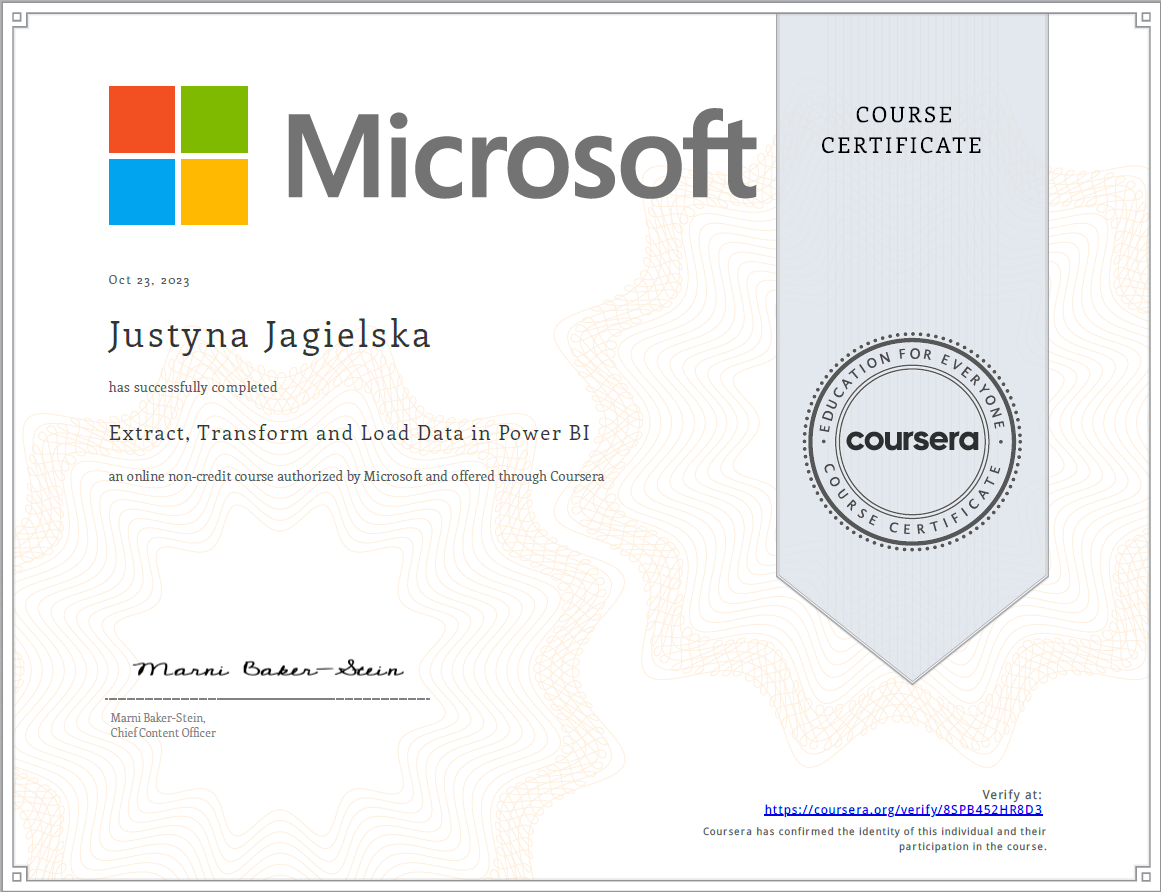 Microsoft
COURSE
CERTIFICATE
Oct 23, 2023
Justyna Jagielska
has successfully completed
Extract, Transform and Load Data in Power BI
an online non-credit course authorized by Microsoft and offered through Coursera
EDUCATION FOR EVERYONE
coursera
COURSE CERTIFICATE
Marni Baker-Stein
Marni Baker-Stein,
Chief Content Officer
Verify at:
https://coursera.org/verify/8SPB452HR8D3
Coursera has confirmed the identity of this individual and their
participation in the course.